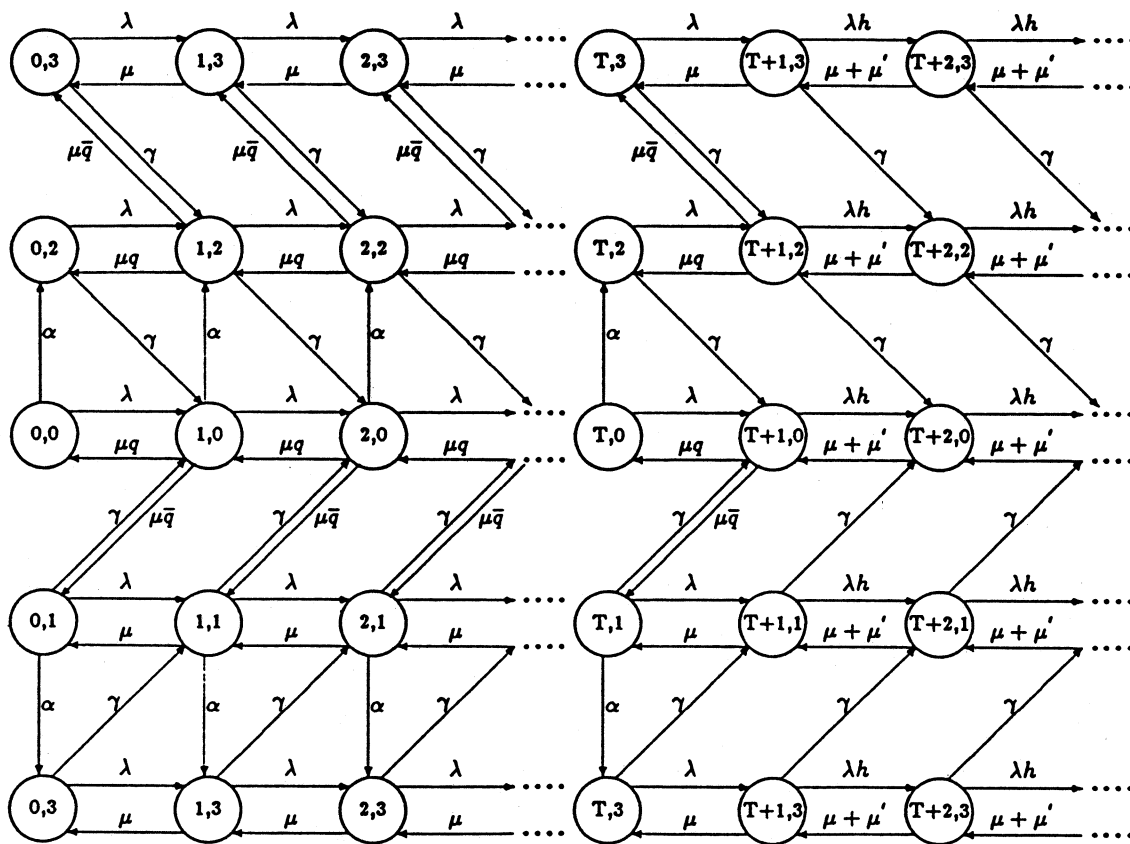 λ λ λ λ λh λh
0,3 1,3 2,3 .... T,3 T+1,3 T+2,3 ....
μ μ μ .... μ μ + μ' μ + μ' ....
μq̄ γ μq̄ γ μq̄ γ μq̄ γ γ γ
λ λ λ .... λ λh λh ....
0,2 1,2 2,2 T,2 T+1,2 T+2,2
μq μq μq .... μq μ + μ' μ + μ' ....
α γ α γ α γ α γ γ γ
λ λ λ .... λ λh λh ....
0,0 1,0 2,0 T,0 T+1,0 T+2,0
μq μq μq .... μq μ + μ' μ + μ' ....
γ μq̄ γ μq̄ γ μq̄ γ μq̄ γ γ
λ λ λ .... λ λh λh ....
0,1 1,1 2,1 T,1 T+1,1 T+2,1
μ μ μ .... μ μ + μ' μ + μ' ....
α γ α γ α γ α γ γ γ
λ λ λ .... λ λh λh ....
0,3 1,3 2,3 T,3 T+1,3 T+2,3
μ μ μ .... μ μ + μ' μ + μ' ....